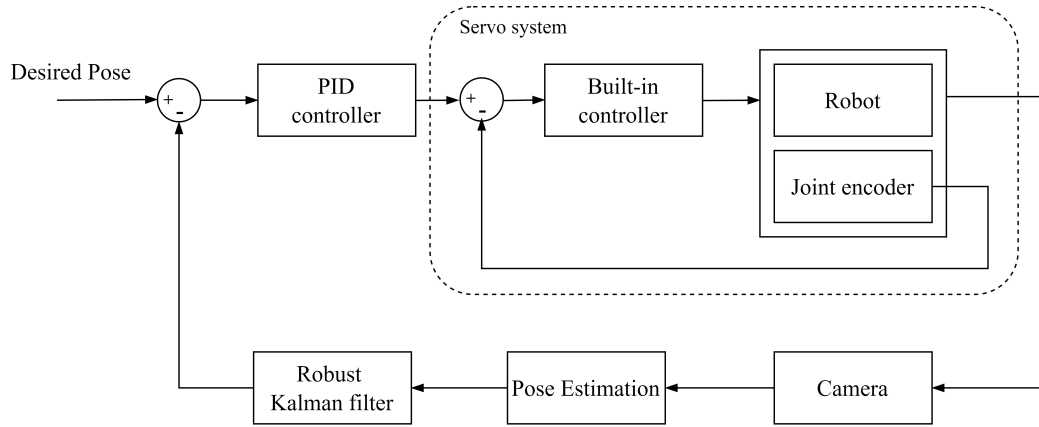 Servo system
Desired Pose
+
-
PID
controller
+
-
Built-in
controller
Robot
Joint encoder
Robust
Kalman filter
Pose Estimation
Camera